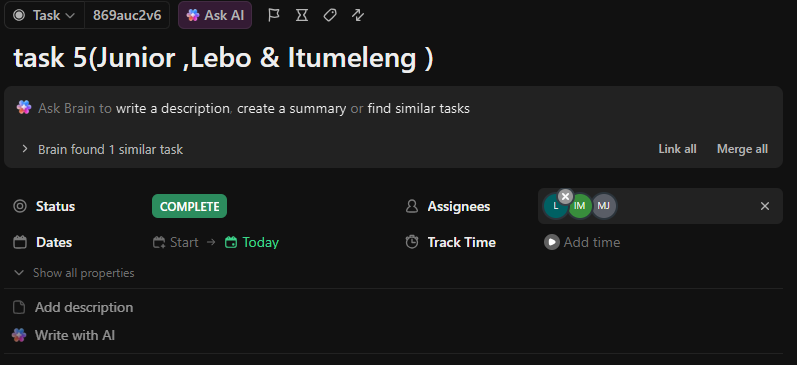 Task 869auc2v6 Ask AI
task 5(Junior ,Lebo & Itumeleng )
Ask Brain to write a description, create a summary or find similar tasks
Brain found 1 similar task Link all Merge all
Status COMPLETE Assignees L IM MJ
Dates Start → Today Track Time Add time
Show all properties
Add description
Write with AI